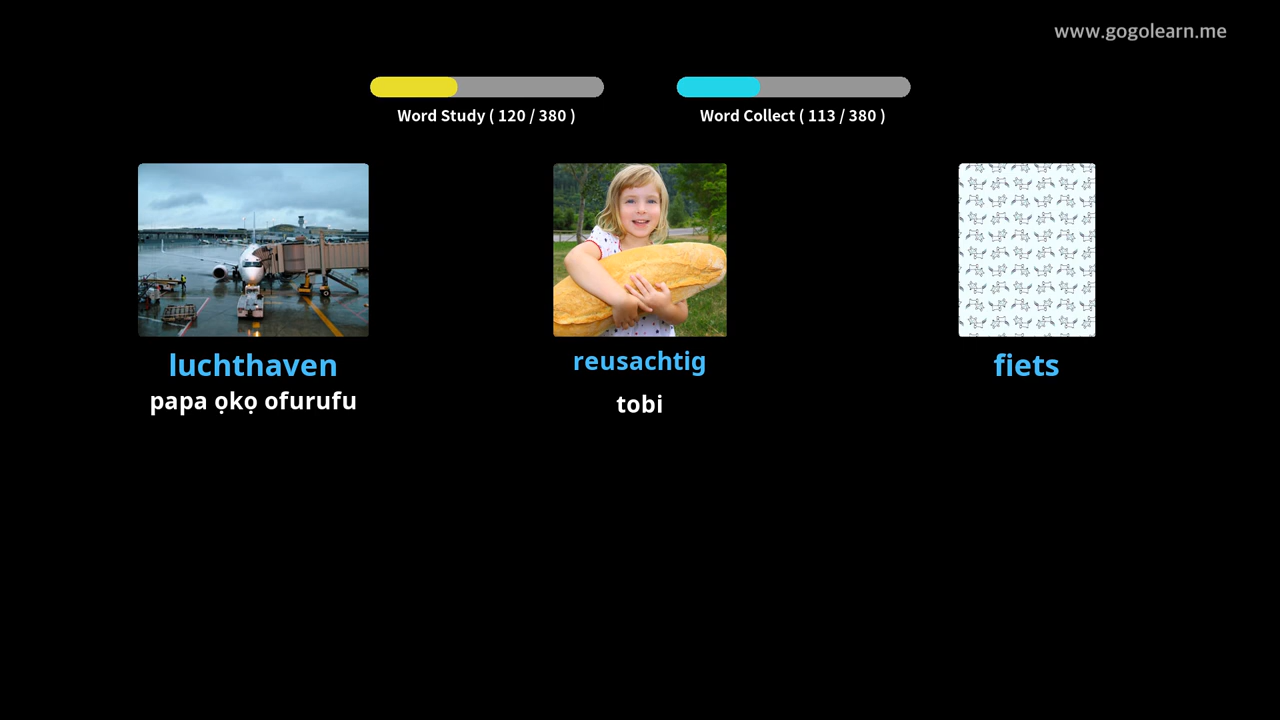 www.gogolearn.me
Word Study ( 120 / 380 )
Word Collect ( 113 / 380 )
luchthaven
reusachtig
fiets
papa ọkọ ofurufu
tobi